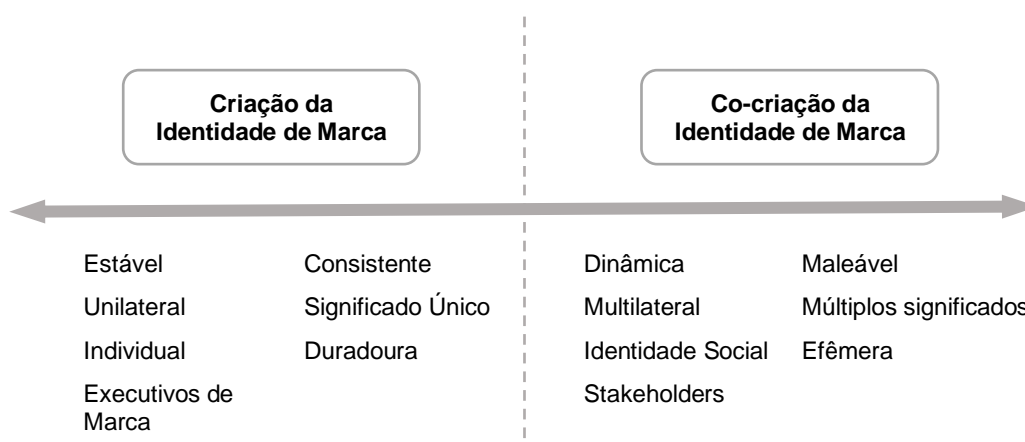 Criação da
Identidade de Marca
Co-criação da
Identidade de Marca
Estável
Consistente
Unilateral
Significado Único
Individual
Duradoura
Executivos de
Marca
Dinâmica
Maleável
Multilateral
Múltiplos significados
Identidade Social
Efêmera
Stakeholders